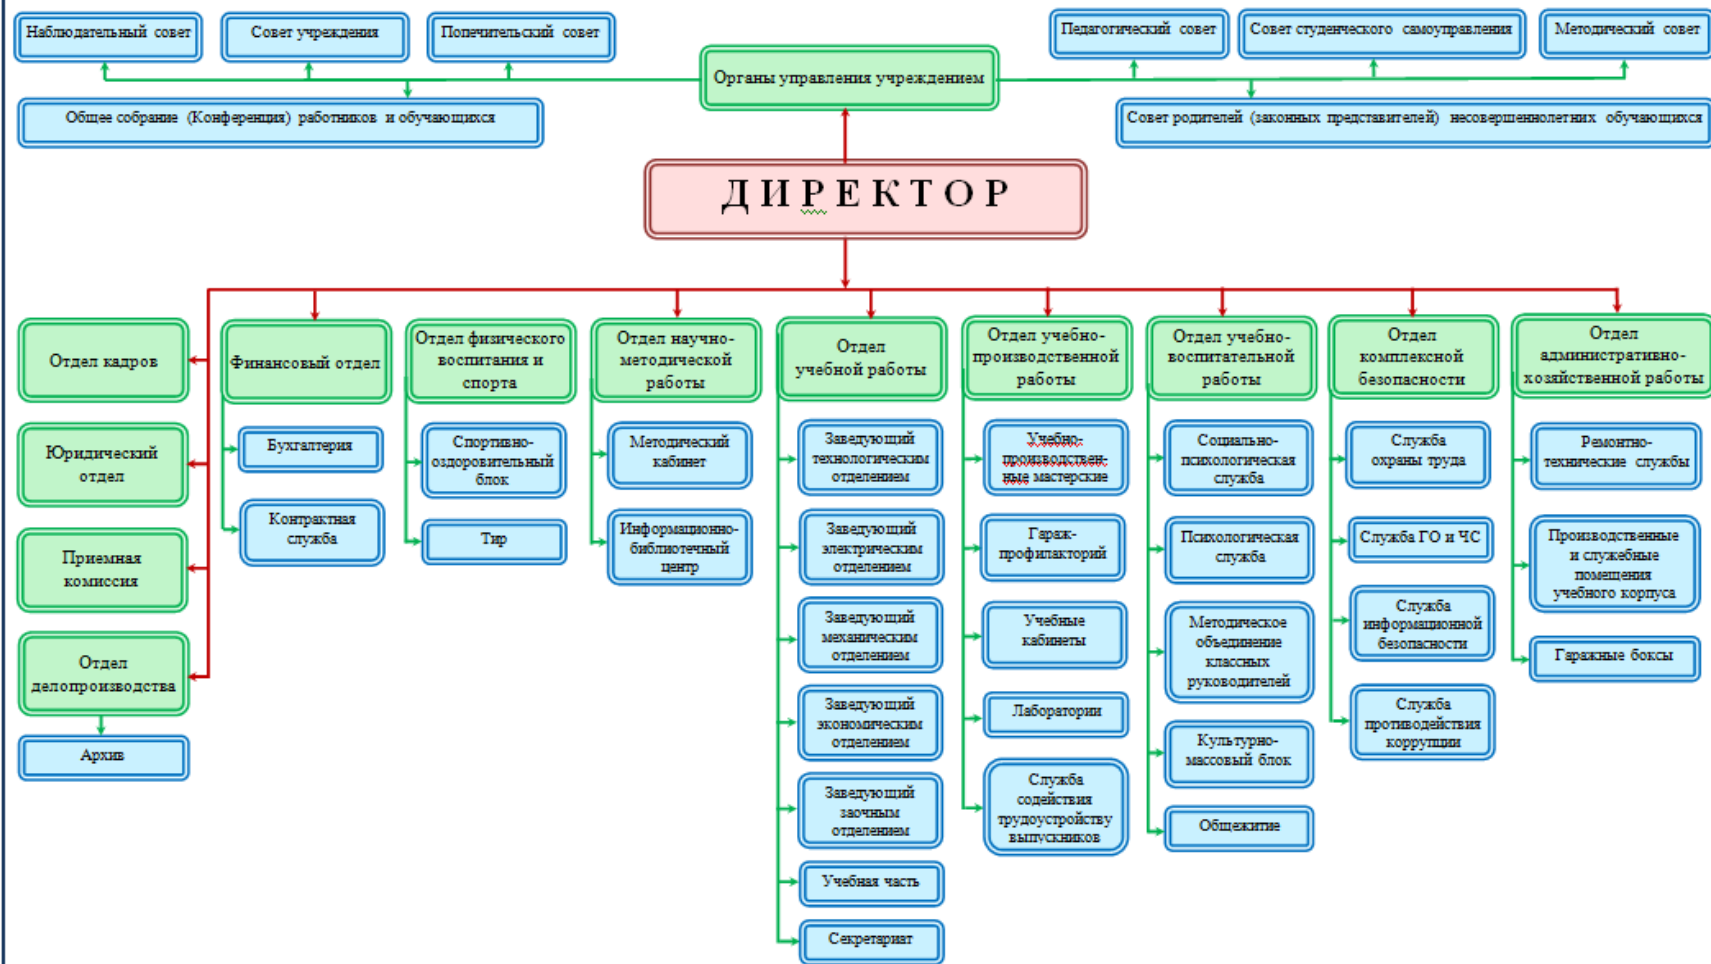 Наблюдательный совет
Совет учреждения
Попечительский совет
Педагогический совет
Совет студенческого самоуправления
Методический совет
Органы управления учреждением
Общее собрание (Конференция) работников и обучающихся
Совет родителей (законных представителей) несовершеннолетних обучающихся
ДИРЕКТОР
Отдел кадров
Юридический
отдел
Приемная
комиссия
Отдел
делопроизводства
Архив
Финансовый отдел
Бухгалтерия
Контрактная
служба
Отдел физического
воспитания и
спорта
Спортивно-
оздоровительный
блок
Тир
Отдел научно-
методической
работы
Методический
кабинет
Информационно-
библиотечный
центр
Отдел
учебной работы
Заведующий
технологическим
отделением
Заведующий
электрическим
отделением
Заведующий
механическим
отделением
Заведующий
экономическим
отделением
Заведующий
заочным
отделением
Учебная часть
Секретариат
Отдел учебно-
производственной
работы
Учебно-
производствен-
ные мастерские
Гараж-
профилакторий
Учебные
кабинеты
Лаборатории
Служба
содействия
трудоустройству
выпускников
Отдел учебно-
воспитательной
работы
Социально-
психологическая
служба
Психологическая
служба
Методическое
объединение
классных
руководителей
Культурно-
массовый блок
Общежитие
Отдел
комплексной
безопасности
Служба
охраны труда
Служба ГО и ЧС
Служба
информационной
безопасности
Служба
противодействия
коррупции
Отдел
административно-
хозяйственной работы
Ремонтно-
технические службы
Производственные
и служебные
помещения
учебного корпуса
Гаражные боксы